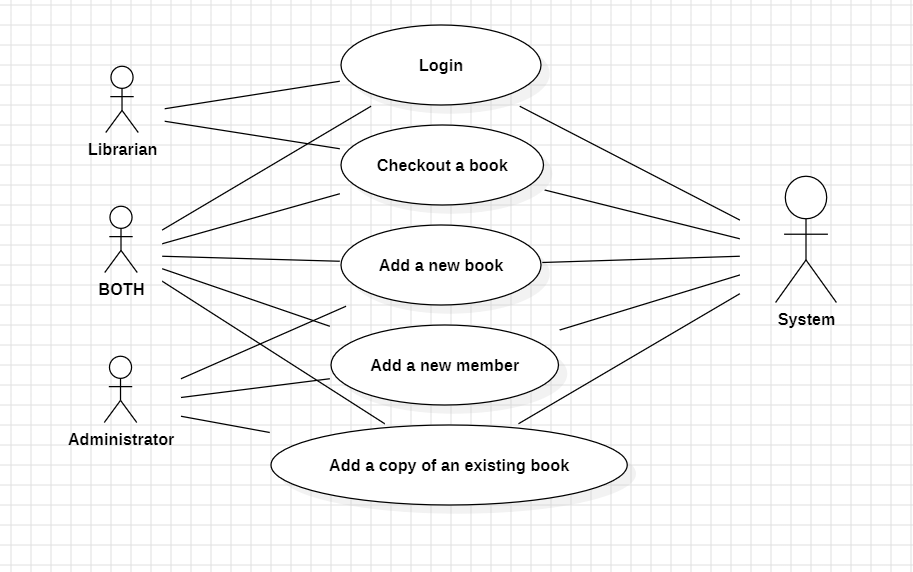 Login
Librarian
Checkout a book
BOTH
Add a new book
System
Add a new member
Administrator
Add a copy of an existing book